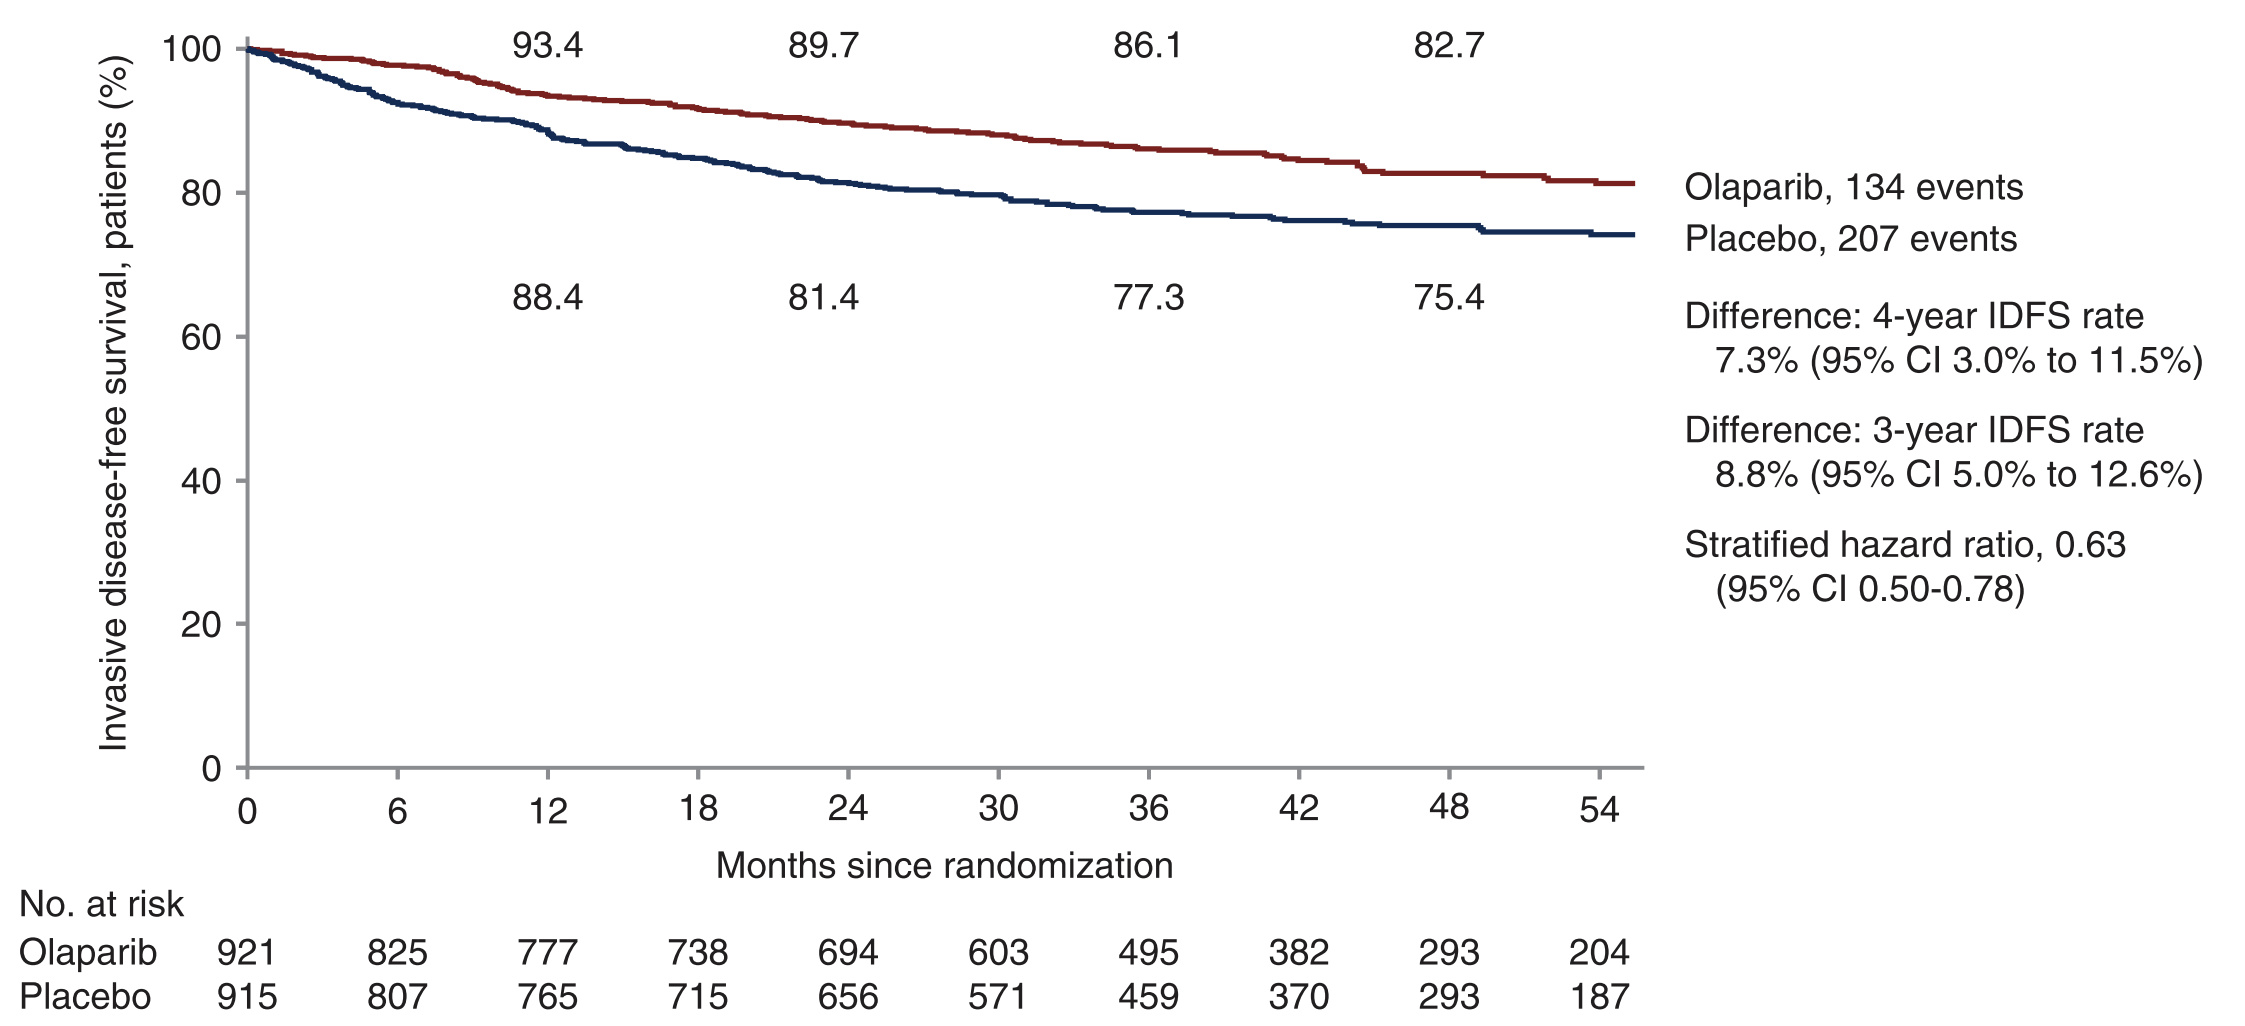 Invasive disease-free survival, patients (%)
100
80
60
40
20
0
93.4 89.7 86.1 82.7
88.4 81.4 77.3 75.4
Olaparib, 134 events
Placebo, 207 events
Difference: 4-year IDFS rate
7.3% (95% CI 3.0% to 11.5%)
Difference: 3-year IDFS rate
8.8% (95% CI 5.0% to 12.6%)
Stratified hazard ratio, 0.63
(95% CI 0.50-0.78)
0 6 12 18 24 30 36 42 48 54
Months since randomization
No. at risk
Olaparib 921 825 777 738 694 603 495 382 293 204
Placebo 915 807 765 715 656 571 459 370 293 187